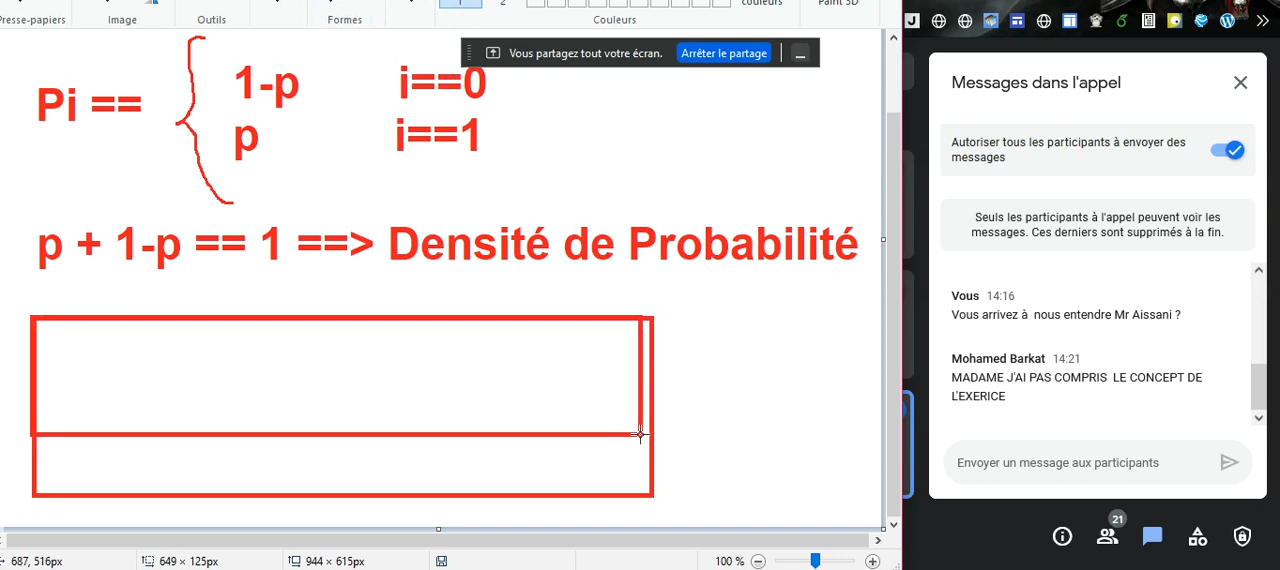 Presse-papiers Image Outils Formes Couleurs
1 2 couleurs Paint 3D
Vous partagez tout votre écran. Arrêter le partage
Pi == 1-p i==0
p i==1
p + 1-p == 1 ==> Densité de Probabilité
687, 516px 649 × 125px 944 × 615px 100 %
Messages dans l'appel
Autoriser tous les participants à envoyer des
messages
Seuls les participants à l'appel peuvent voir les
messages. Ces derniers sont supprimés à la fin.
Vous 14:16
Vous arrivez à nous entendre Mr Aissani ?
Mohamed Barkat 14:21
MADAME J'AI PAS COMPRIS LE CONCEPT DE
L'EXERICE
Envoyer un message aux participants
21